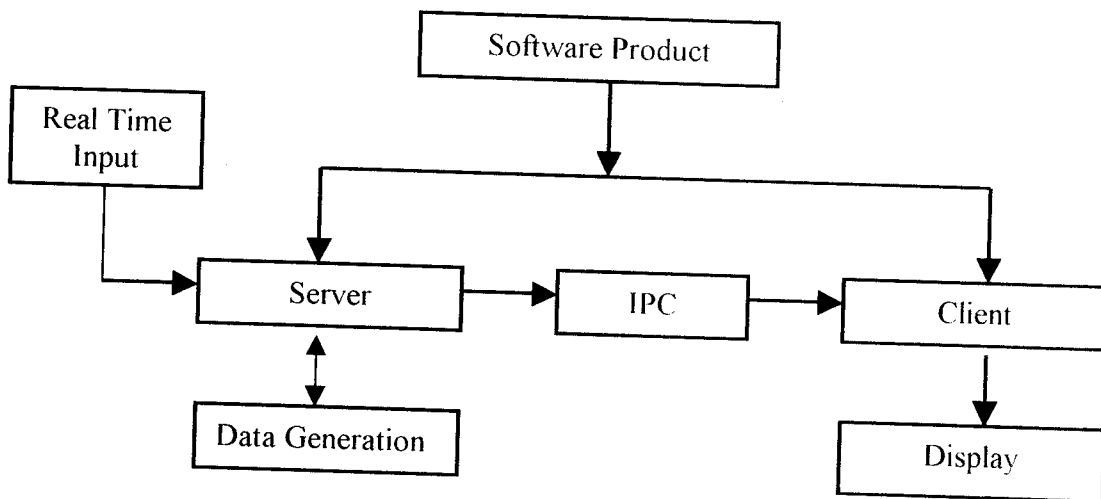 Software Product
Real Time
Input
Server
IPC
Client
Data Generation
Display